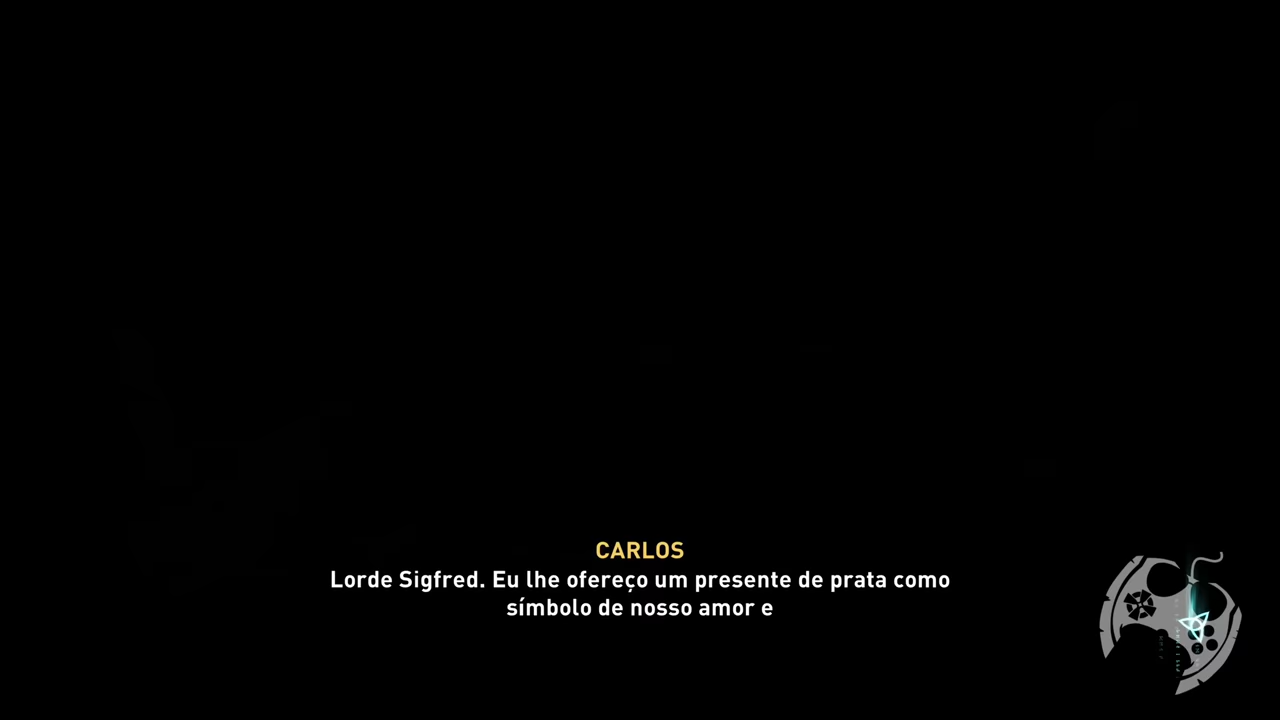 CARLOS
Lorde Sigfred. Eu lhe ofereço um presente de prata como
símbolo de nosso amor e